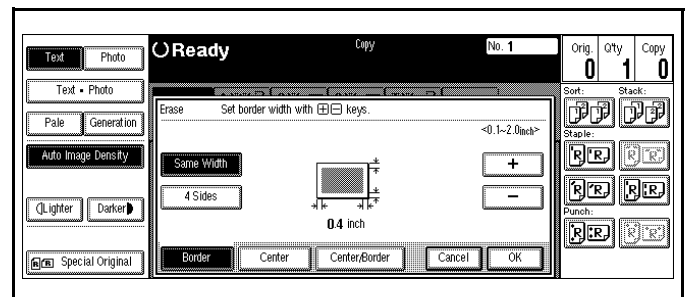 Text Photo
Text • Photo
Pale Generation
Auto Image Density
Lighter Darker
Special Original
Ready
Copy
No. 1
Orig. Q'ty Copy
0 1 0
Erase Set border width with + − keys.
<0.1~2.0inch>
Same Width
4 Sides
0.4 inch
+
−
Border Center Center/Border Cancel OK
Sort: Stack:
Staple:
Punch: